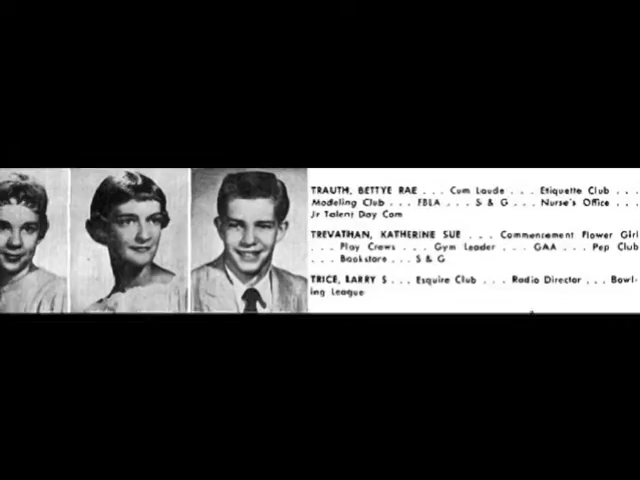 TRAUTH, BETTYE RAE . . . Cum Laude . . . Etiquette Club . . .
Modeling Club . . . FBLA . . . S & G . . . Nurse's Office . . .
Jr Talent Day Com
TREVATHAN, KATHERINE SUE . . . Commencement Flower Girl
. . . Play Crews . . . Gym Leader . . . GAA . . . Pep Club
. . . Bookstore . . . S & G
TRICE, LARRY S . . . Esquire Club . . . Radio Director . . . Bowl-
ing League